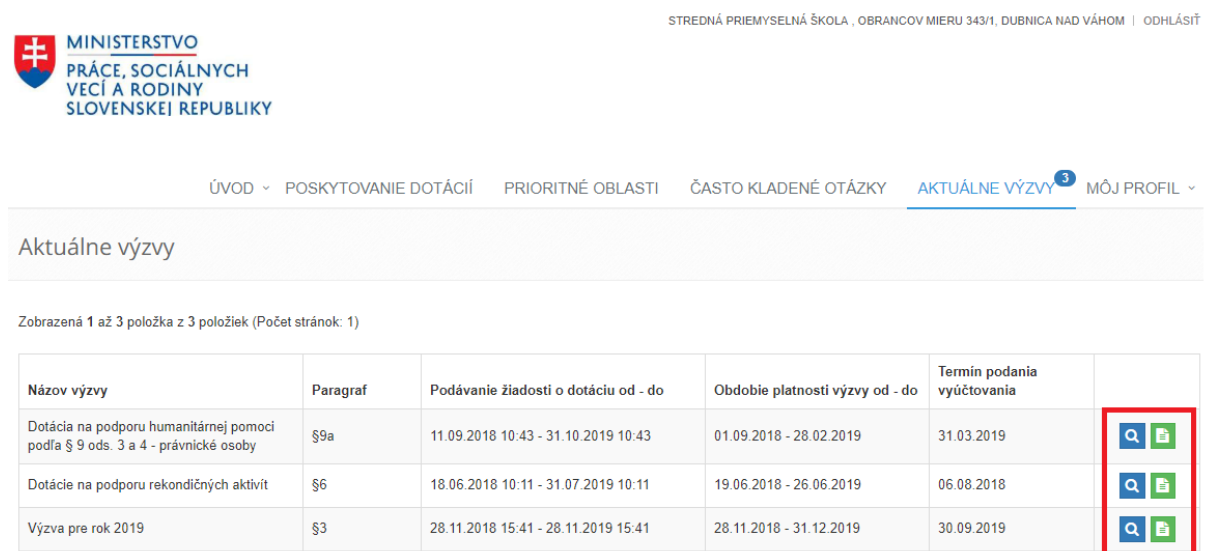 STREDNÁ PRIEMYSELNÁ ŠKOLA , OBRANCOV MIERU 343/1, DUBNICA NAD VÁHOM | ODHLÁSIŤ
MINISTERSTVO
PRÁCE, SOCIÁLNYCH
VECÍ A RODINY
SLOVENSKEJ REPUBLIKY
ÚVOD POSKYTOVANIE DOTÁCIÍ PRIORITNÉ OBLASTI ČASTO KLADENÉ OTÁZKY AKTUÁLNE VÝZVY 3 MÔJ PROFIL
Aktuálne výzvy
Zobrazená 1 až 3 položka z 3 položiek (Počet stránok: 1)
Názov výzvy Paragraf Podávanie žiadosti o dotáciu od - do Obdobie platnosti výzvy od - do Termín podania
vyúčtovania
Dotácia na podporu humanitárnej pomoci
podľa § 9 ods. 3 a 4 - právnické osoby §9a 11.09.2018 10:43 - 31.10.2019 10:43 01.09.2018 - 28.02.2019 31.03.2019
Dotácie na podporu rekondičných aktivít §6 18.06.2018 10:11 - 31.07.2019 10:11 19.06.2018 - 26.06.2019 06.08.2018
Výzva pre rok 2019 §3 28.11.2018 15:41 - 28.11.2019 15:41 28.11.2018 - 31.12.2019 30.09.2019